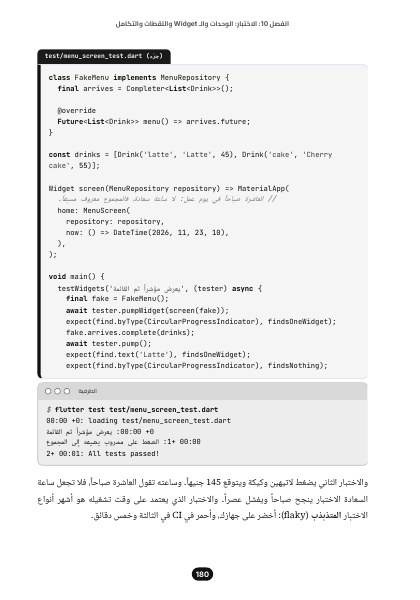 الفصل 10: الاختبار: الوحدات والـ Widget واللقطات والتكامل
test/menu_screen_test.dart (جزء)
class FakeMenu implements MenuRepository {
final arrives = Completer<List<Drink>>();
@override
Future<List<Drink>> menu() => arrives.future;
}
const drinks = [Drink('latte', 'Latte', 45), Drink('cake', 'Cherry
cake', 55)];
Widget screen(MenuRepository repository) => MaterialApp(
// العاشرة صباحاً في يوم عمل: لا ساعة سعادة، فالمجموع معروف مسبقاً.
home: MenuScreen(
repository: repository,
now: () => DateTime(2026, 11, 23, 10),
),
);
void main() {
testWidgets('يعرض مؤشراً ثم القائمة', (tester) async {
final fake = FakeMenu();
await tester.pumpWidget(screen(fake));
expect(find.byType(CircularProgressIndicator), findsOneWidget);
fake.arrives.complete(drinks);
await tester.pump();
expect(find.text('Latte'), findsOneWidget);
expect(find.byType(CircularProgressIndicator), findsNothing);
الطرفية
$ flutter test test/menu_screen_test.dart
00:00 +0: loading test/menu_screen_test.dart
00:00 +0: يعرض مؤشراً ثم القائمة
00:00 +1: الضغط على مشروب يضيفه إلى المجموع
00:01 +2: All tests passed!
والاختبار الثاني يضغط لاتيهين وكيكة ويتوقع 145 جنيهاً، وساعته تقول العاشرة صباحاً، فلا تجعل ساعة
السعادة الاختبار ينجح صباحاً ويفشل عصراً. والاختبار الذي يعتمد على وقت تشغيله هو أشهر أنواع
الاختبار المتذبذب (flaky): أخضر على جهازك، وأحمر في CI في الثالثة وخمس دقائق.
180